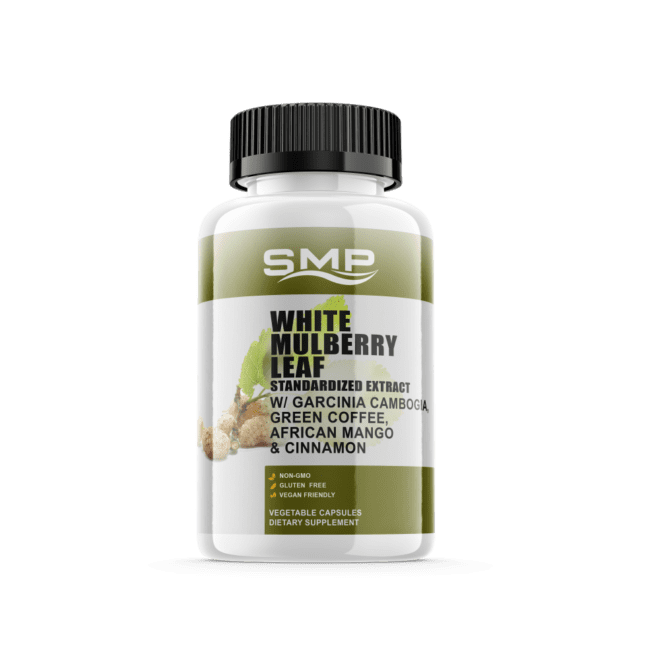 SMP
WHITE
MULBERRY
LEAF
STANDARDIZED EXTRACT
W/ GARCINIA CAMBOGIA,
GREEN COFFEE,
AFRICAN MANGO
& CINNAMON
NON-GMO
GLUTEN FREE
VEGAN FRIENDLY
VEGETABLE CAPSULES
DIETARY SUPPLEMENT